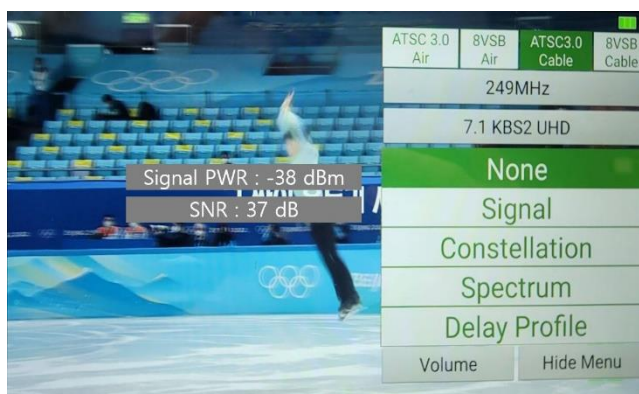 ATSC 3.0 Air
8VSB Air
ATSC3.0 Cable
8VSB Cable
249MHz
7.1 KBS2 UHD
None
Signal PWR : -38 dBm
Signal
SNR : 37 dB
Constellation
Spectrum
Delay Profile
Volume
Hide Menu